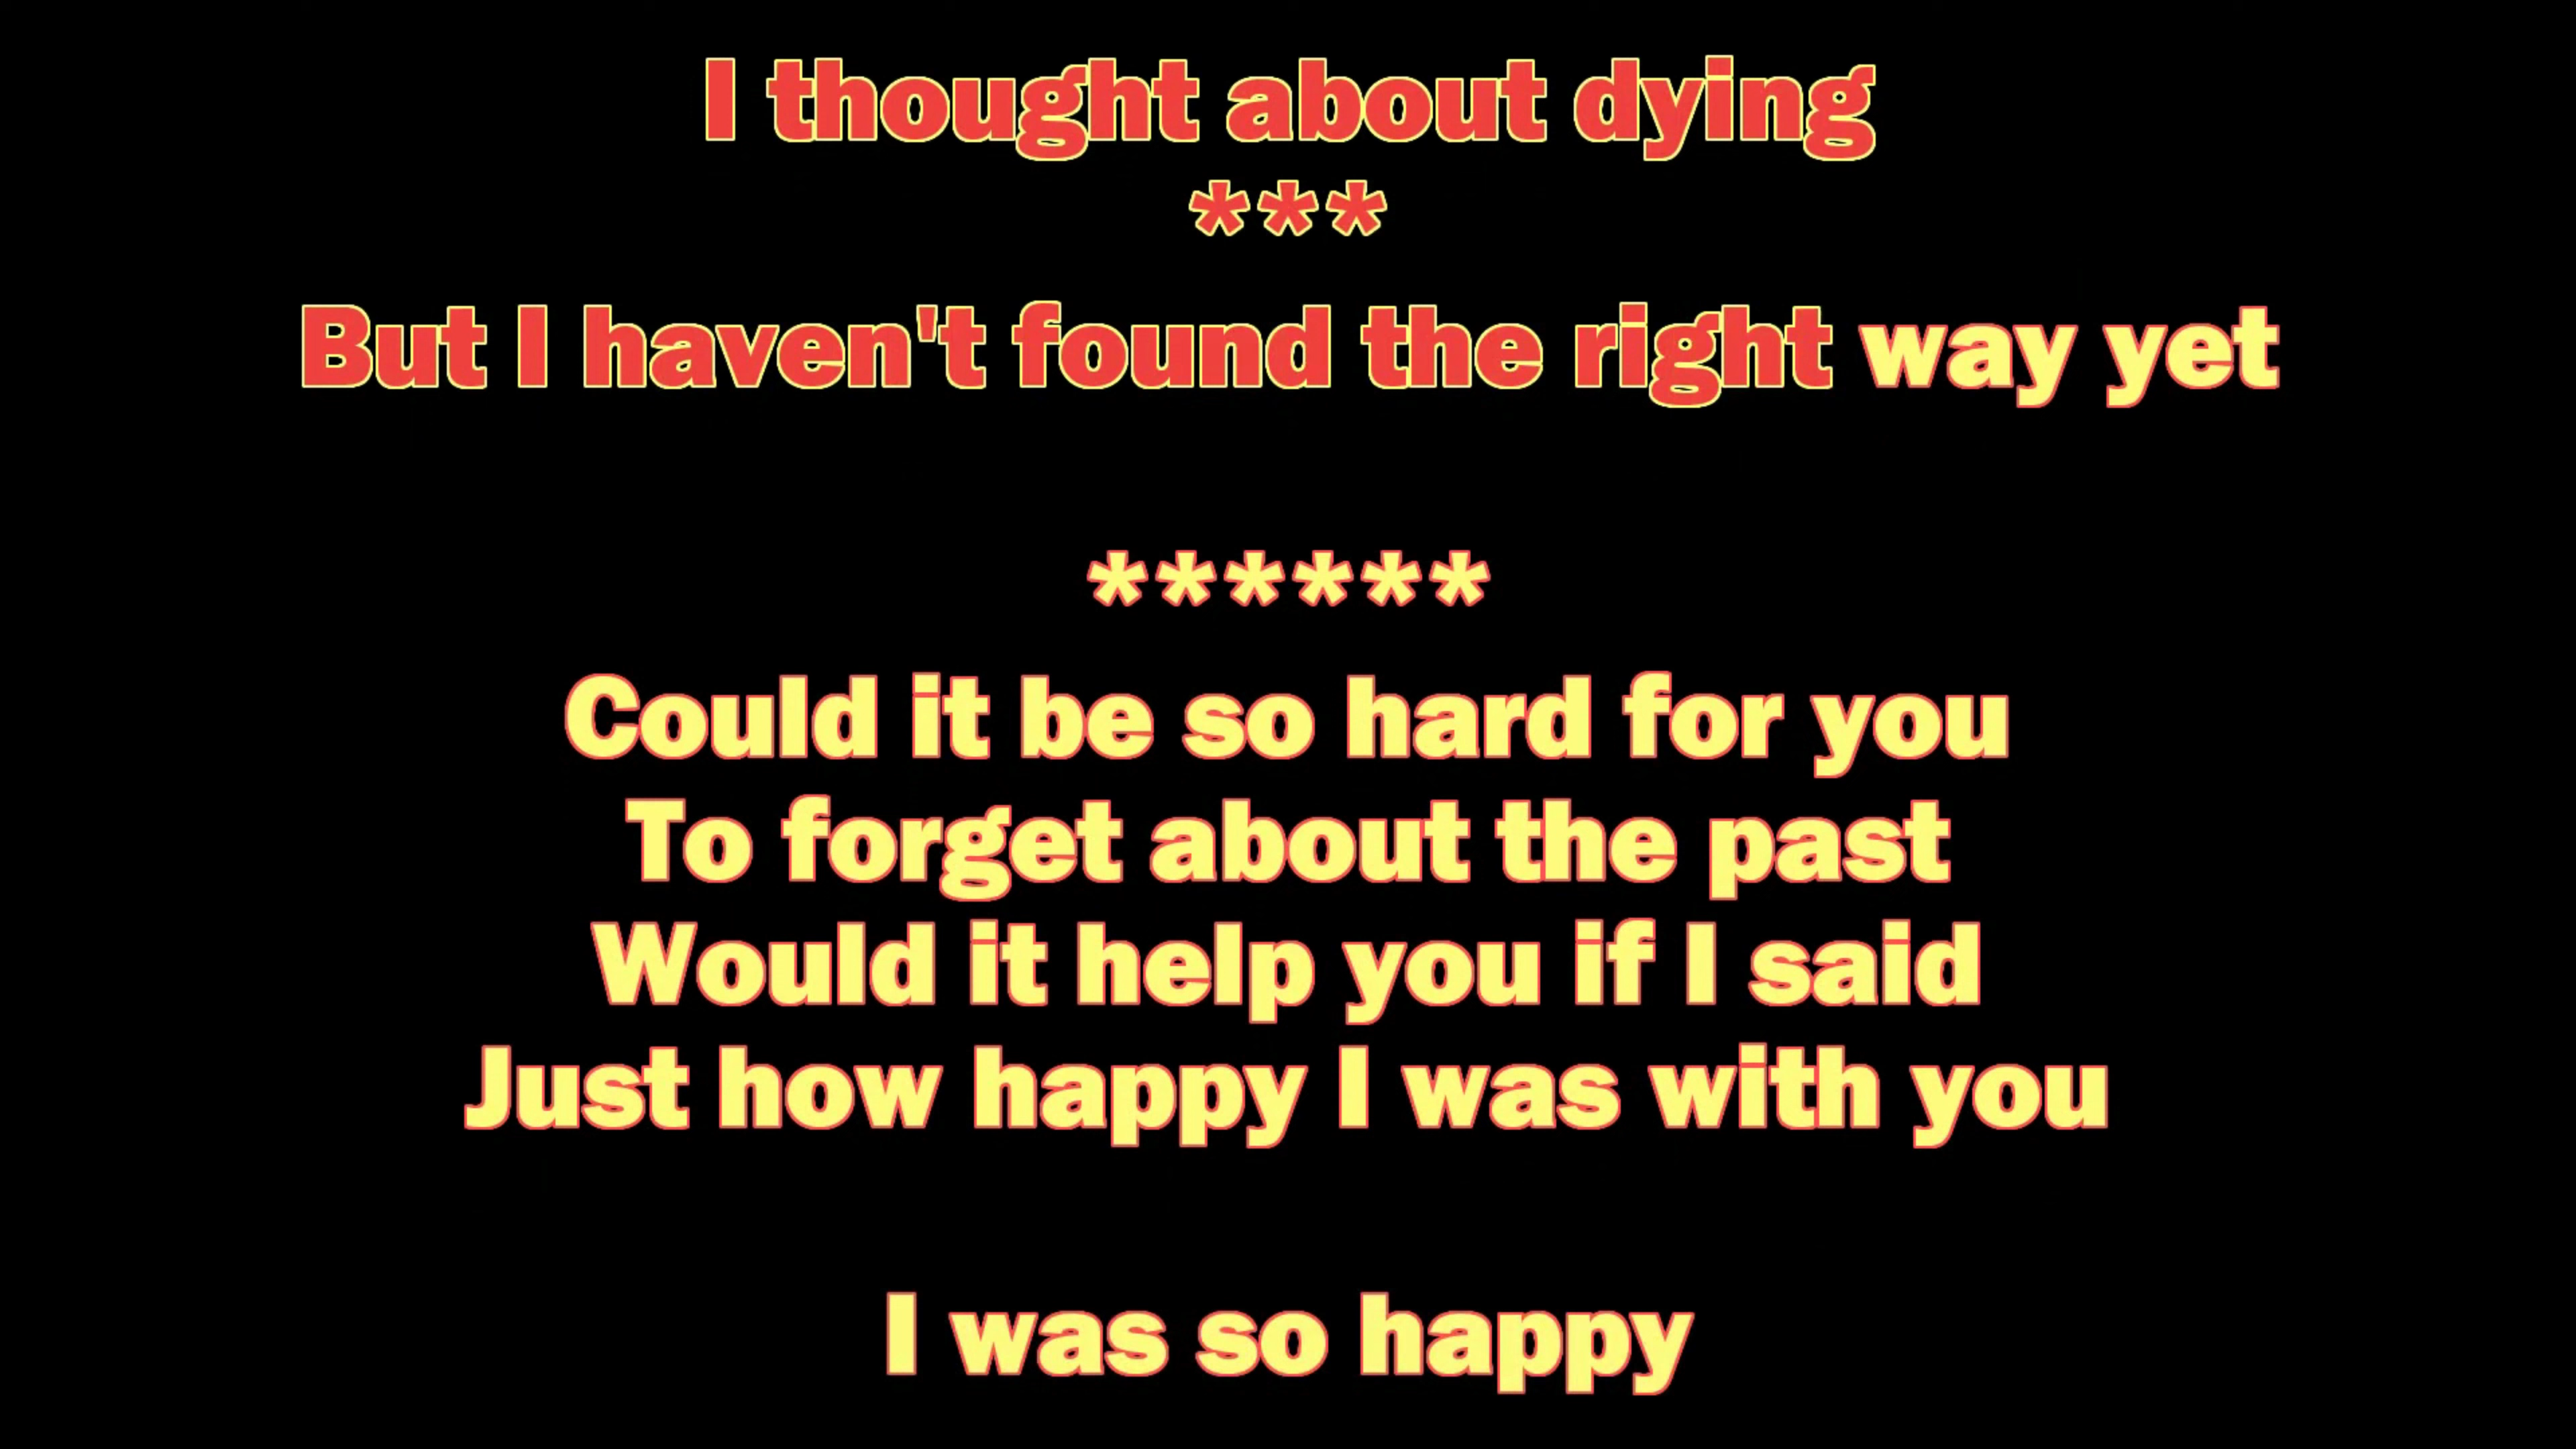 I thought about dying
***
But I haven't found the right way yet
******
Could it be so hard for you
To forget about the past
Would it help you if I said
Just how happy I was with you
I was so happy